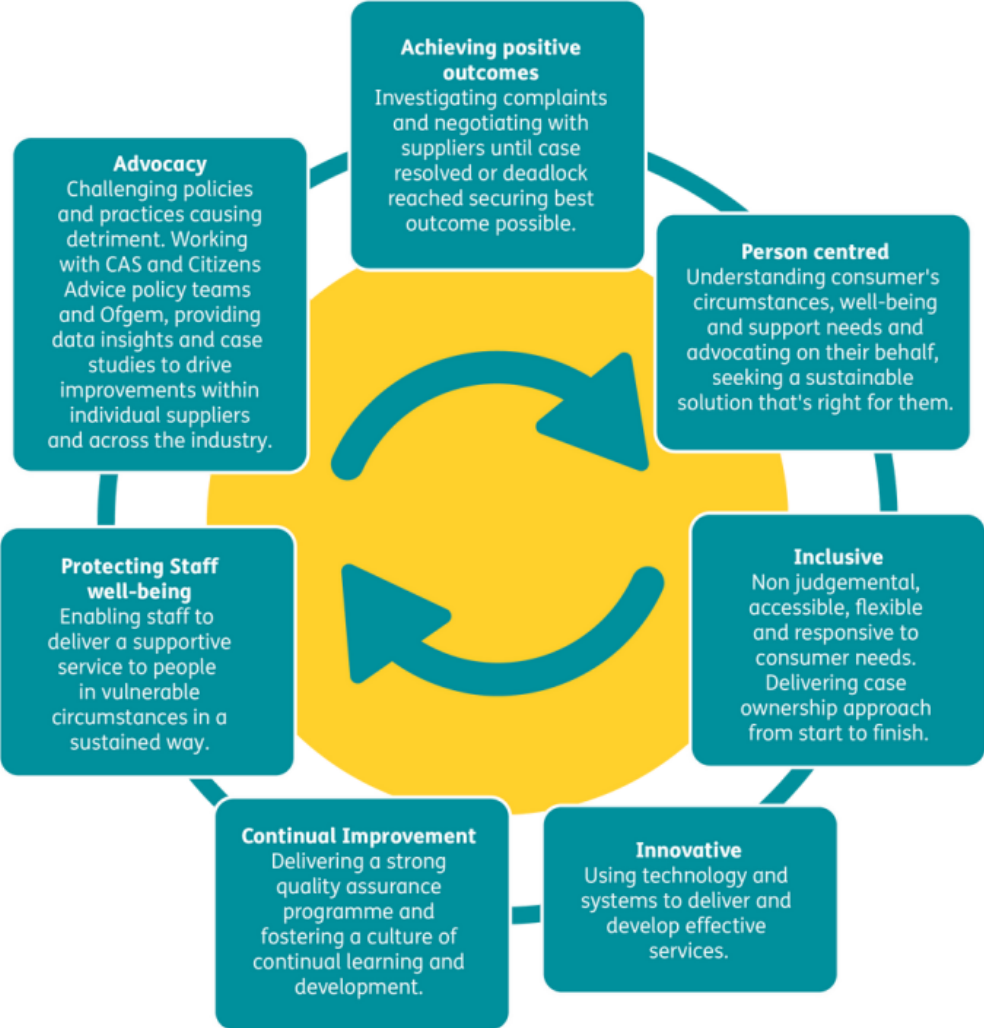 Achieving positive
outcomes
Investigating complaints
and negotiating with
suppliers until case
resolved or deadlock
reached securing best
outcome possible.
Person centred
Understanding consumer's
circumstances, well-being
and support needs and
advocating on their behalf,
seeking a sustainable
solution that's right for them.
Inclusive
Non judgemental,
accessible, flexible
and responsive to
consumer needs.
Delivering case
ownership approach
from start to finish.
Innovative
Using technology and
systems to deliver and
develop effective
services.
Continual Improvement
Delivering a strong
quality assurance
programme and
fostering a culture of
continual learning and
development.
Protecting Staff
well-being
Enabling staff to
deliver a supportive
service to people
in vulnerable
circumstances in a
sustained way.
Advocacy
Challenging policies
and practices causing
detriment. Working
with CAS and Citizens
Advice policy teams
and Ofgem, providing
data insights and case
studies to drive
improvements within
individual suppliers
and across the industry.